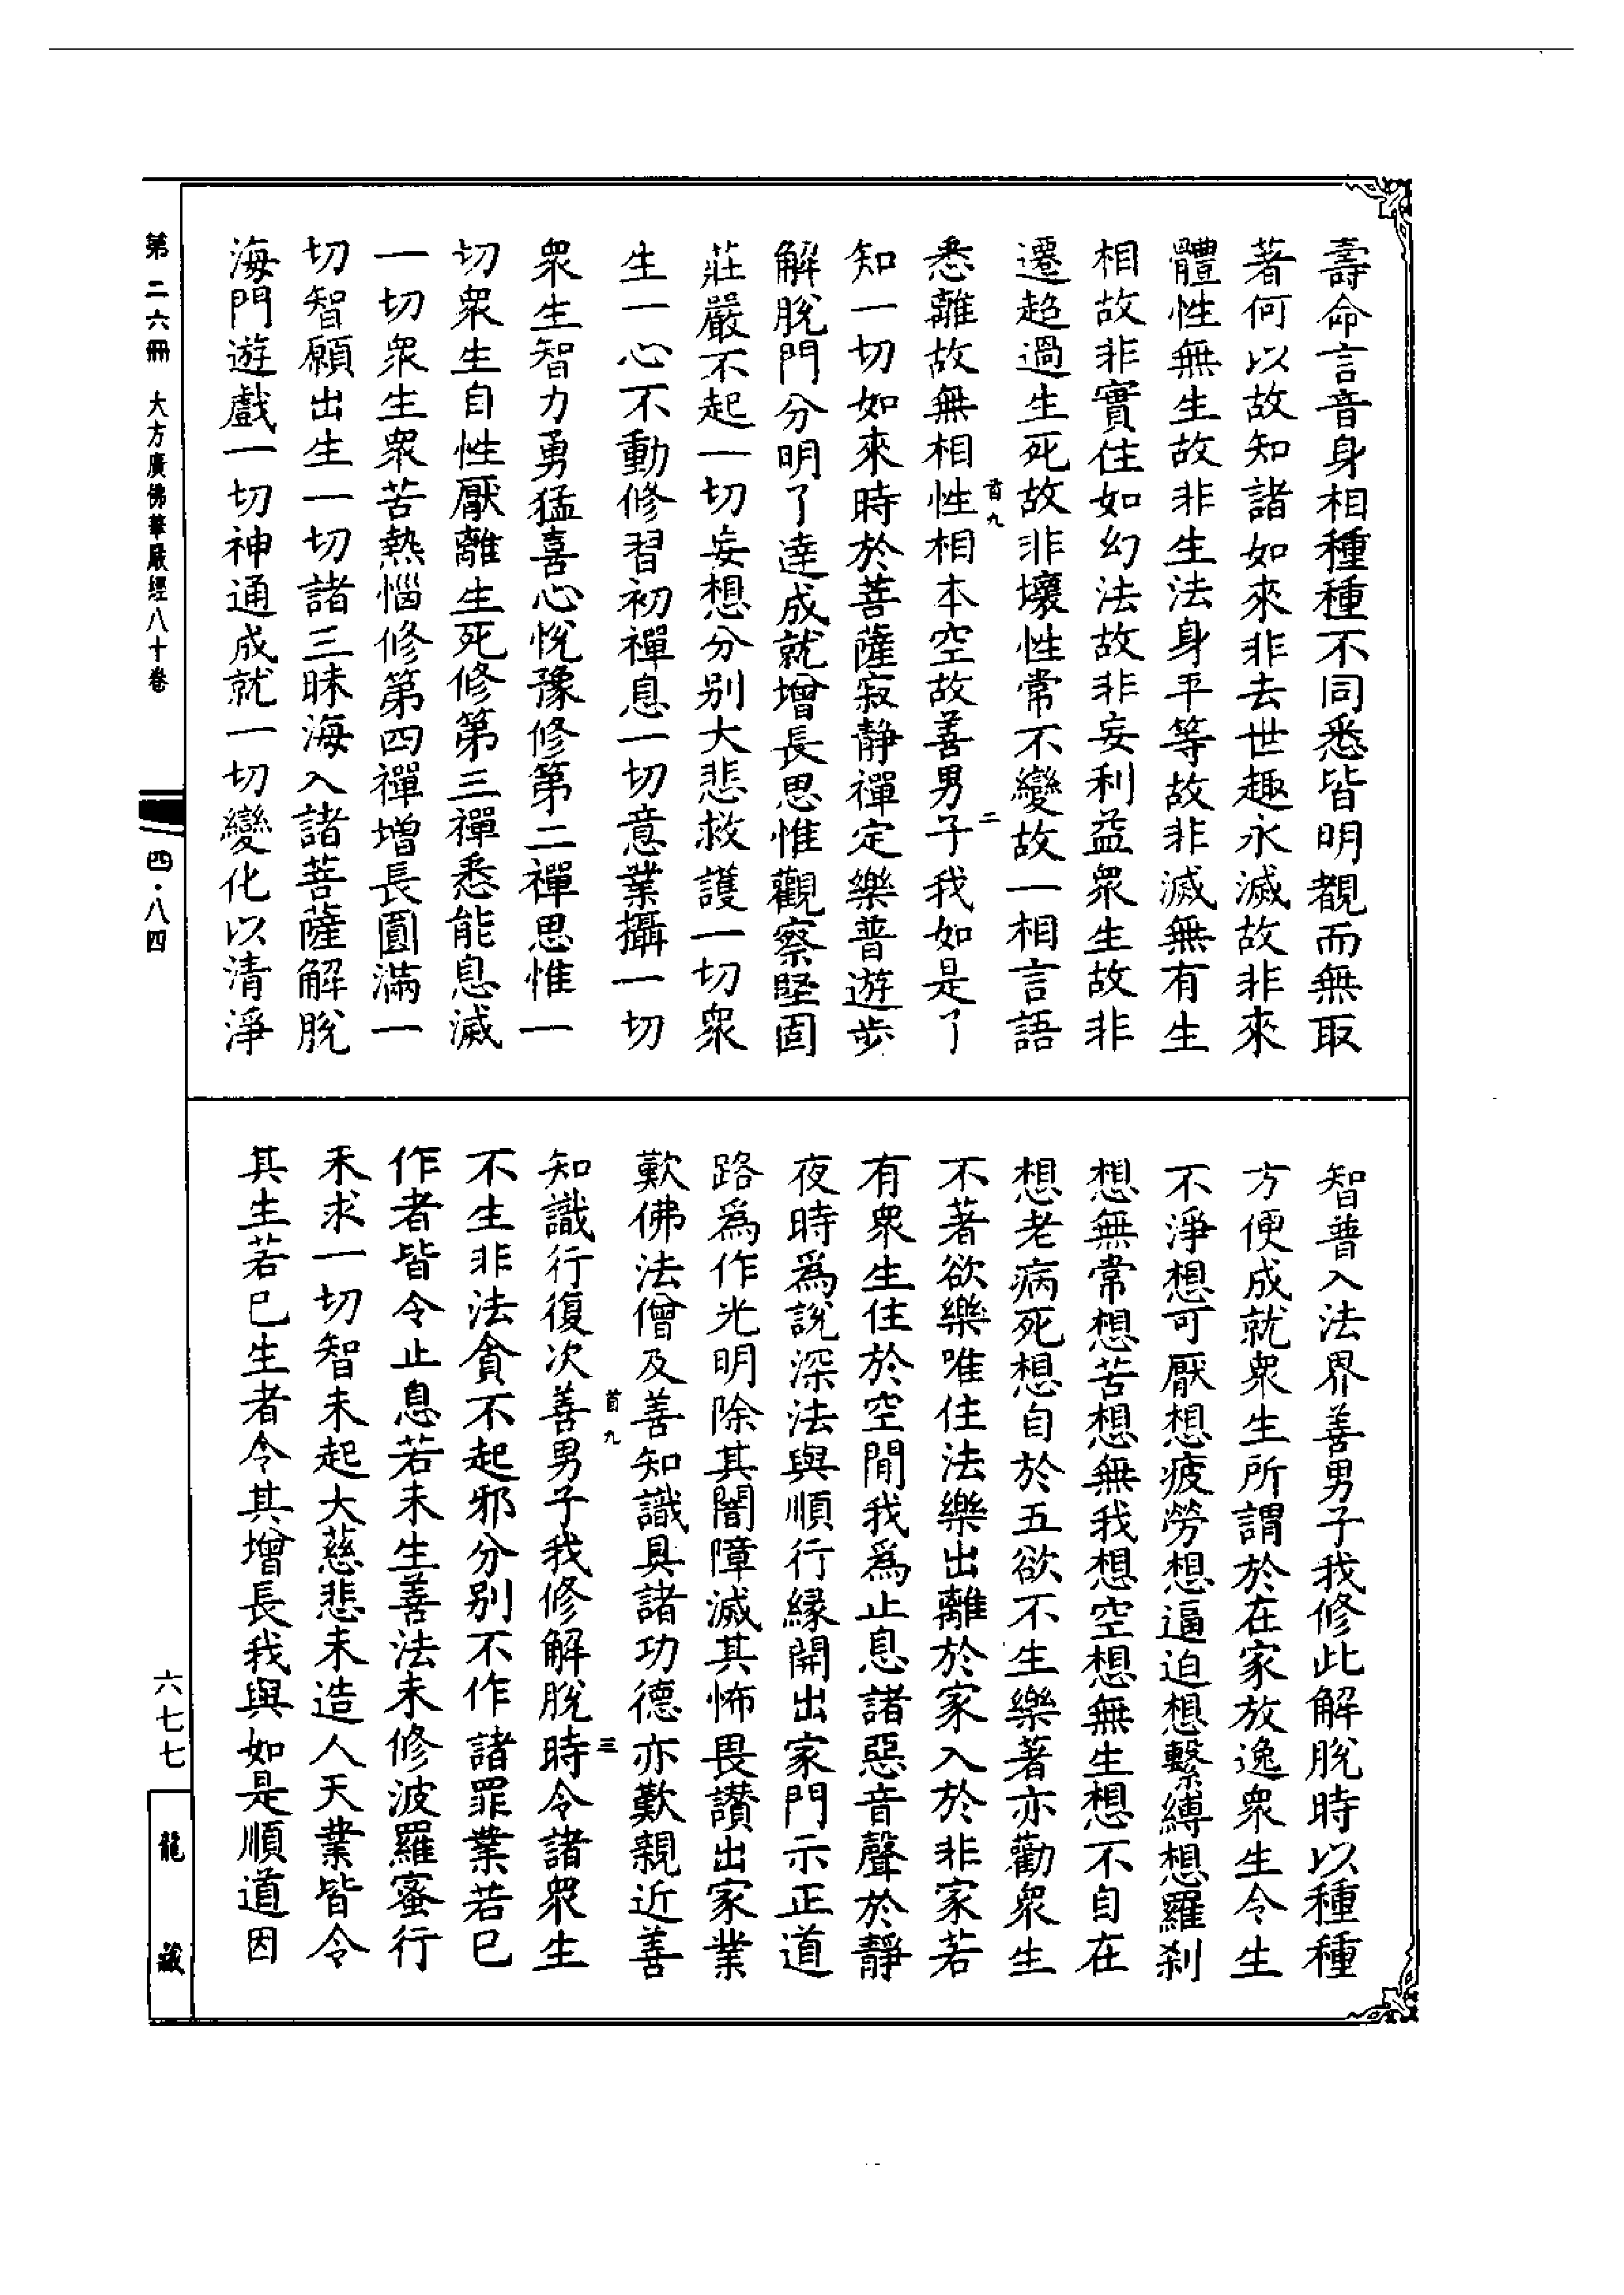 壽命言音身相種種不同悉皆明覩而無取
著何以故知諸如來非去世趣永滅故非來
體性無生故非生法身平等故非滅無有生
相故非實住如幻法故非妄利益衆生故非
遷超過生死故非壞性常不變故一相言語
悉離故無相性相本空故善男子我如是了
首九
二
知一切如來時於菩薩寂靜禪定樂普遊步
解脫門分明了達成就增長思惟觀察堅固
莊嚴不起一切妄想分別大悲救護一切衆
生一心不動修習初禪息一切意業攝一切
衆生智力勇猛喜心悅豫修第二禪思惟一
切衆生自性厭離生死修第三禪悉能息滅
一切衆生衆苦熱惱修第四禪增長圓滿一
切智願出生一切諸三昧海入諸菩薩解脫
海門遊戲一切神通成就一切變化以清淨
智普入法界善男子我修此解脫時以種種
方便成就衆生所謂於在家放逸衆生令生
不淨想可厭想疲勞想逼迫想繫縛想羅刹
想無常想苦想無我想空想無生想不自在
想老病死想自於五欲不生樂著亦勸衆生
不著欲樂唯住法樂出離於家入於非家若
有衆生住於空閒我爲止息諸惡音聲於靜
夜時爲說深法與順行緣開出家門示正道
路爲作光明除其闇障滅其怖畏讚出家業
歎佛法僧及善知識具諸功德亦歎親近善
知識行復次善男子我修解脫時令諸衆生
首九
三
不生非法貪不起邪分別不作諸罪業若已
作者皆令止息若未生善法未修波羅蜜行
未求一切智未起大慈悲未造人天業皆令
其生若已生者令其增長我與如是順道因
第二六冊 大方廣佛華嚴經八十卷
四·八四
六七七
龍藏